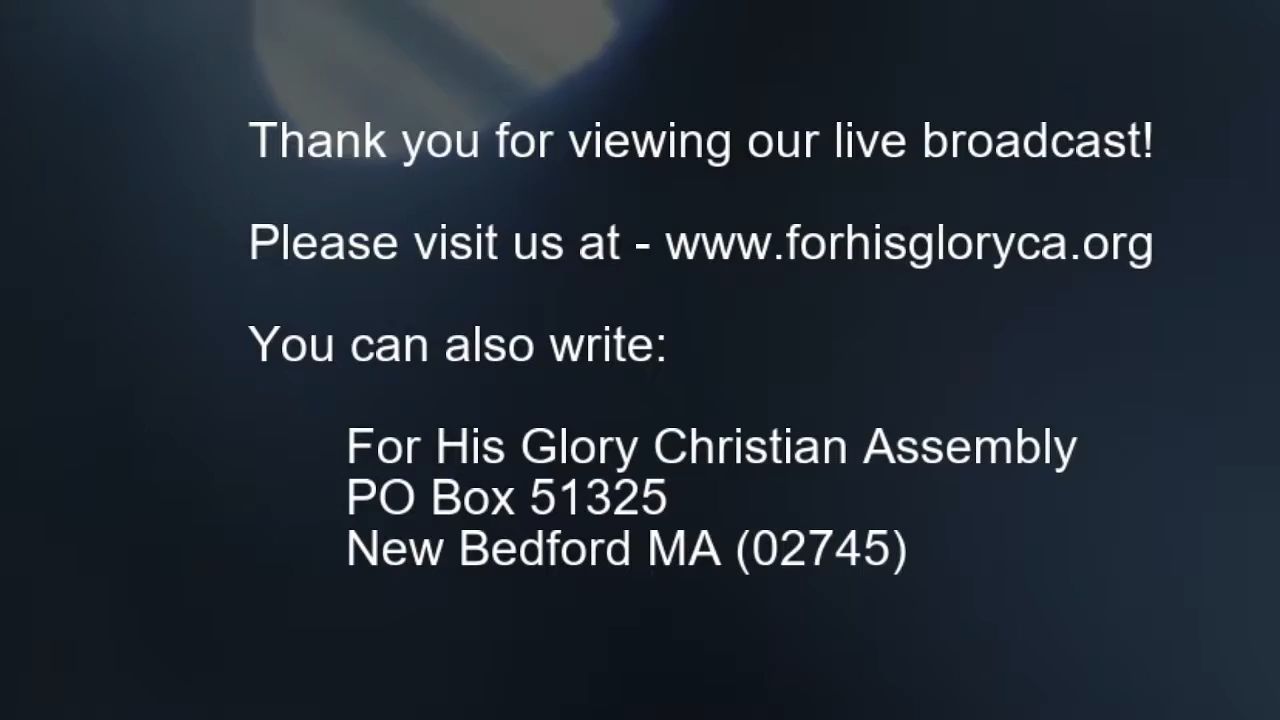 Thank you for viewing our live broadcast!
Please visit us at - www.forhisgloryca.org
You can also write:
For His Glory Christian Assembly
PO Box 51325
New Bedford MA (02745)